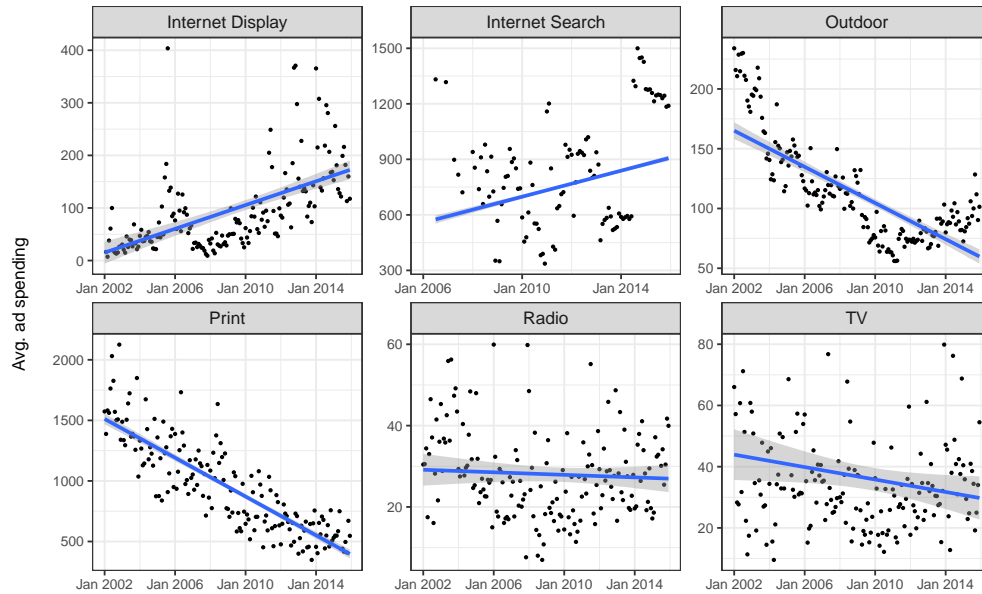 Internet Display
Internet Search
Outdoor
400
300
200
100
0
1500
1200
900
600
300
200
150
100
50
Jan 2002 Jan 2006 Jan 2010 Jan 2014
Jan 2006 Jan 2010 Jan 2014
Jan 2002 Jan 2006 Jan 2010 Jan 2014
Avg. ad spending
Print
Radio
TV
2000
1500
1000
500
60
40
20
80
60
40
20
Jan 2002 Jan 2006 Jan 2010 Jan 2014
Jan 2002 Jan 2006 Jan 2010 Jan 2014
Jan 2002 Jan 2006 Jan 2010 Jan 2014